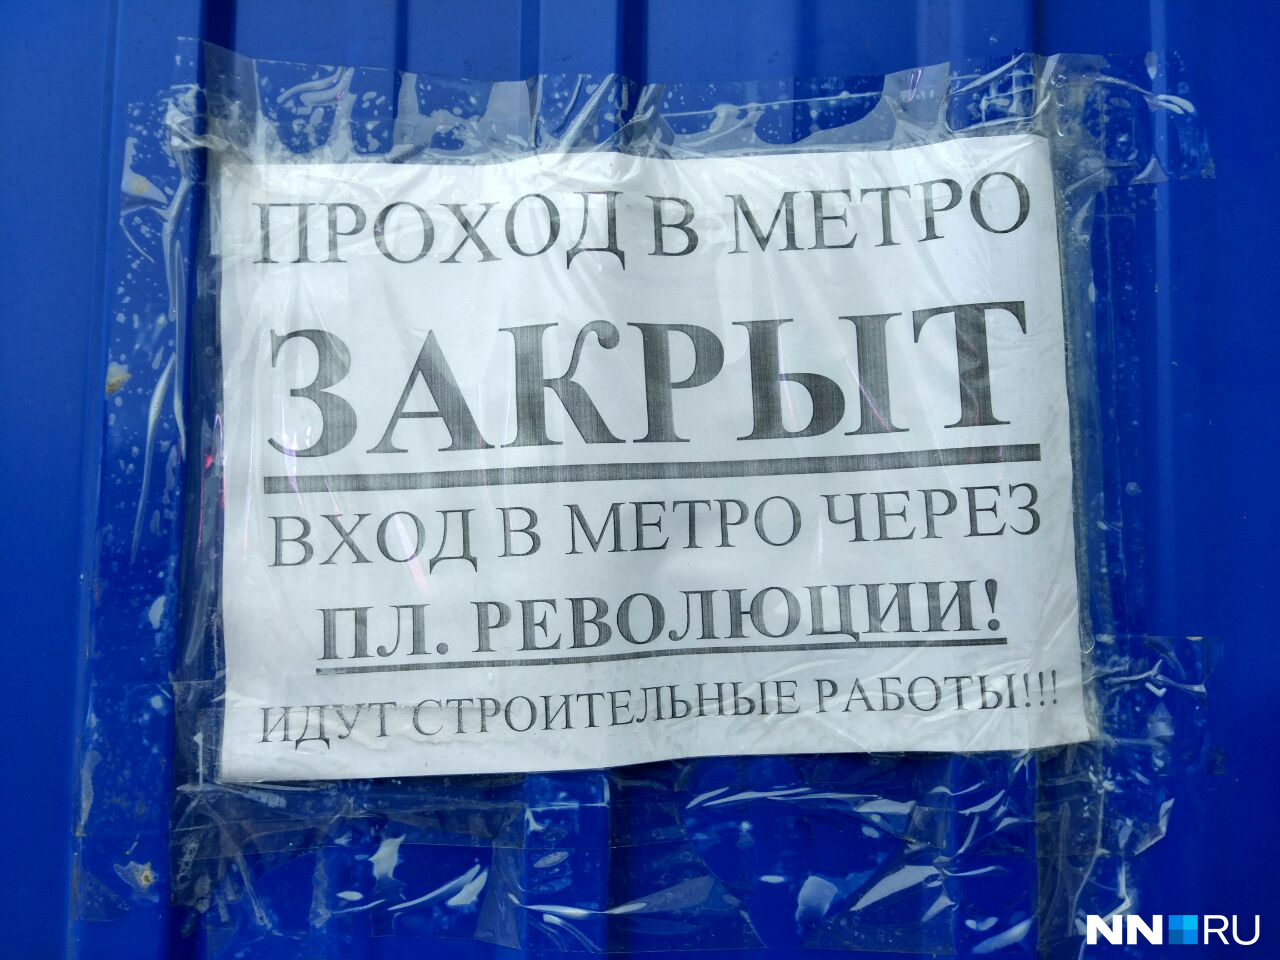 ПРОХОД В МЕТРО
ЗАКРЫТ
ВХОД В МЕТРО ЧЕРЕЗ
ПЛ. РЕВОЛЮЦИИ!
ИДУТ СТРОИТЕЛЬНЫЕ РАБОТЫ!!!
NN RU